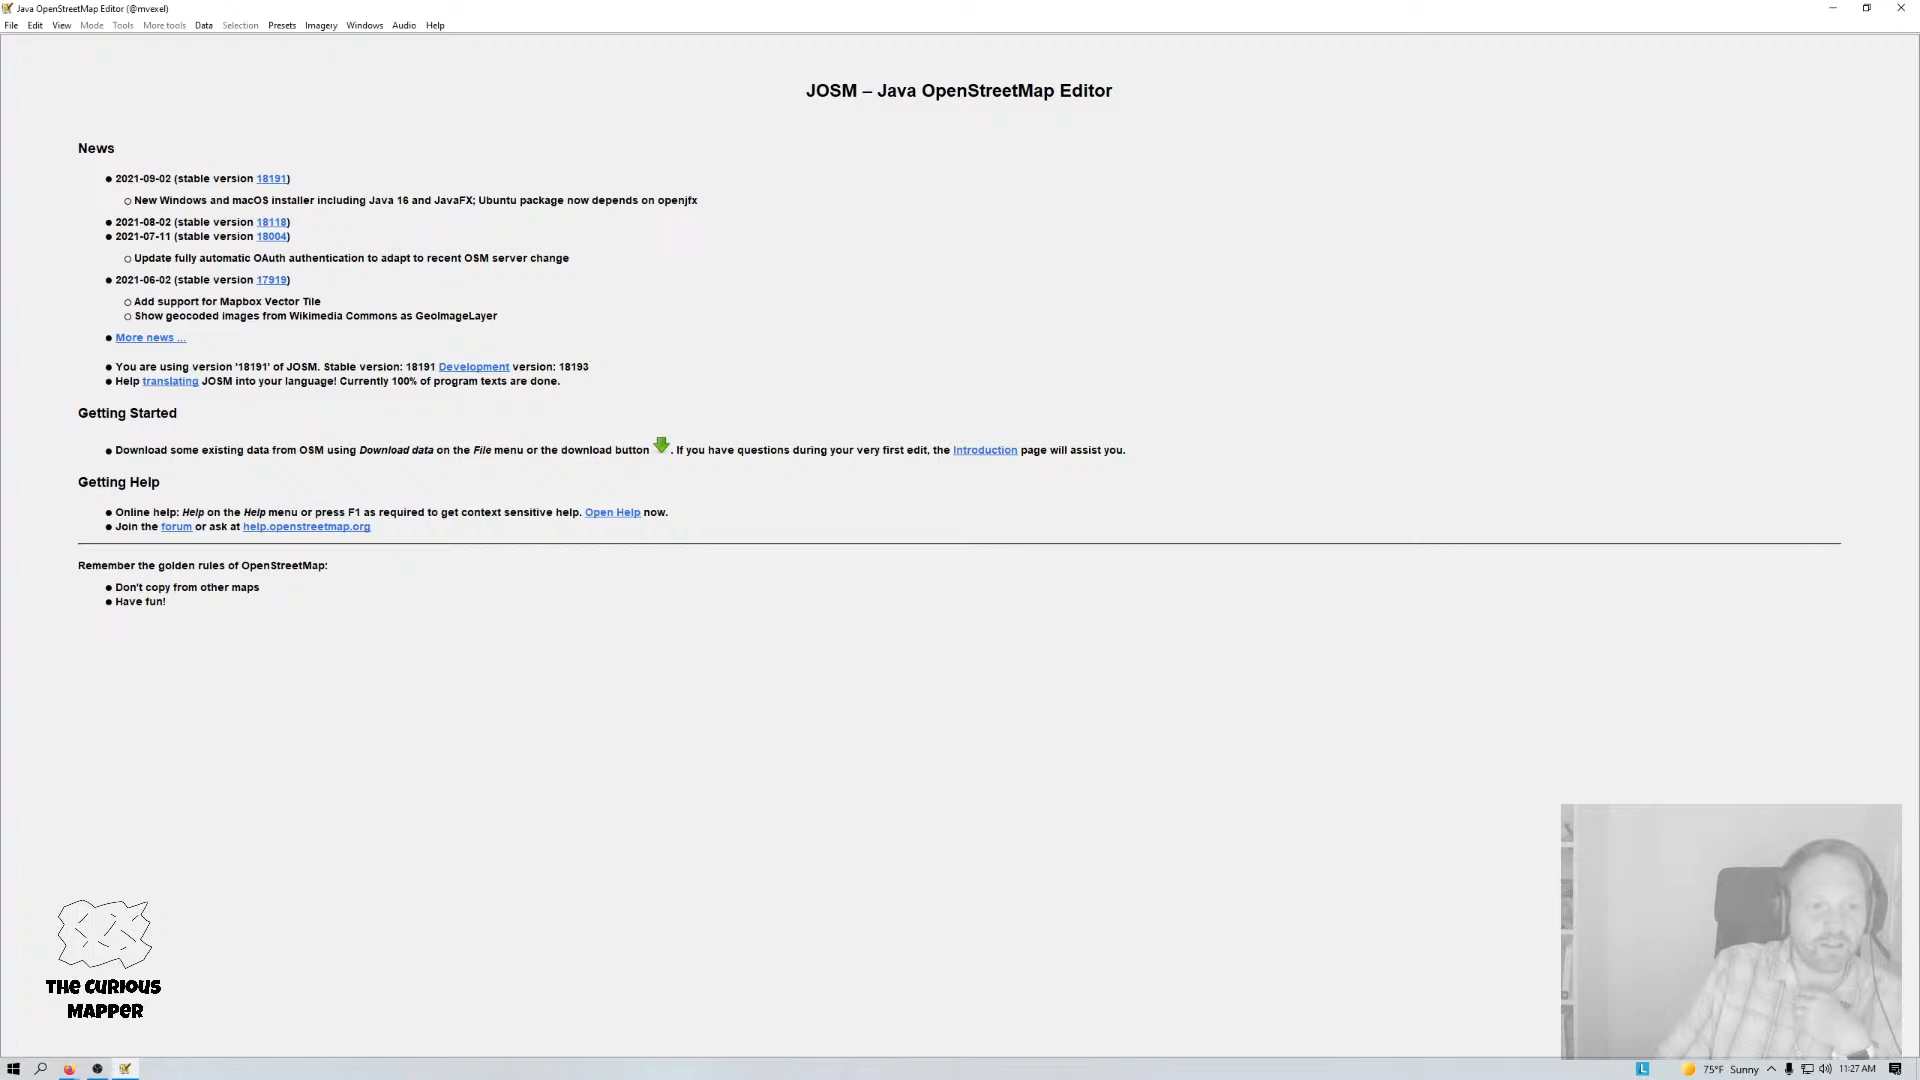 Java OpenStreetMap Editor (@mvexel)
File Edit View Mode Tools More tools Data Selection Presets Imagery Windows Audio Help
JOSM – Java OpenStreetMap Editor
News
2021-09-02 (stable version 18191)
New Windows and macOS installer including Java 16 and JavaFX; Ubuntu package now depends on openjfx
2021-08-02 (stable version 18118)
2021-07-11 (stable version 18004)
Update fully automatic OAuth authentication to adapt to recent OSM server change
2021-06-02 (stable version 17919)
Add support for Mapbox Vector Tile
Show geocoded images from Wikimedia Commons as GeoImageLayer
More news ...
You are using version '18191' of JOSM. Stable version: 18191 Development version: 18193
Help translating JOSM into your language! Currently 100% of program texts are done.
Getting Started
Download some existing data from OSM using Download data on the File menu or the download button . If you have questions during your very first edit, the Introduction page will assist you.
Getting Help
Online help: Help on the Help menu or press F1 as required to get context sensitive help. Open Help now.
Join the forum or ask at help.openstreetmap.org
Remember the golden rules of OpenStreetMap:
Don't copy from other maps
Have fun!
THE CURIOUS
MAPPER
L 75°F Sunny 11:27 AM